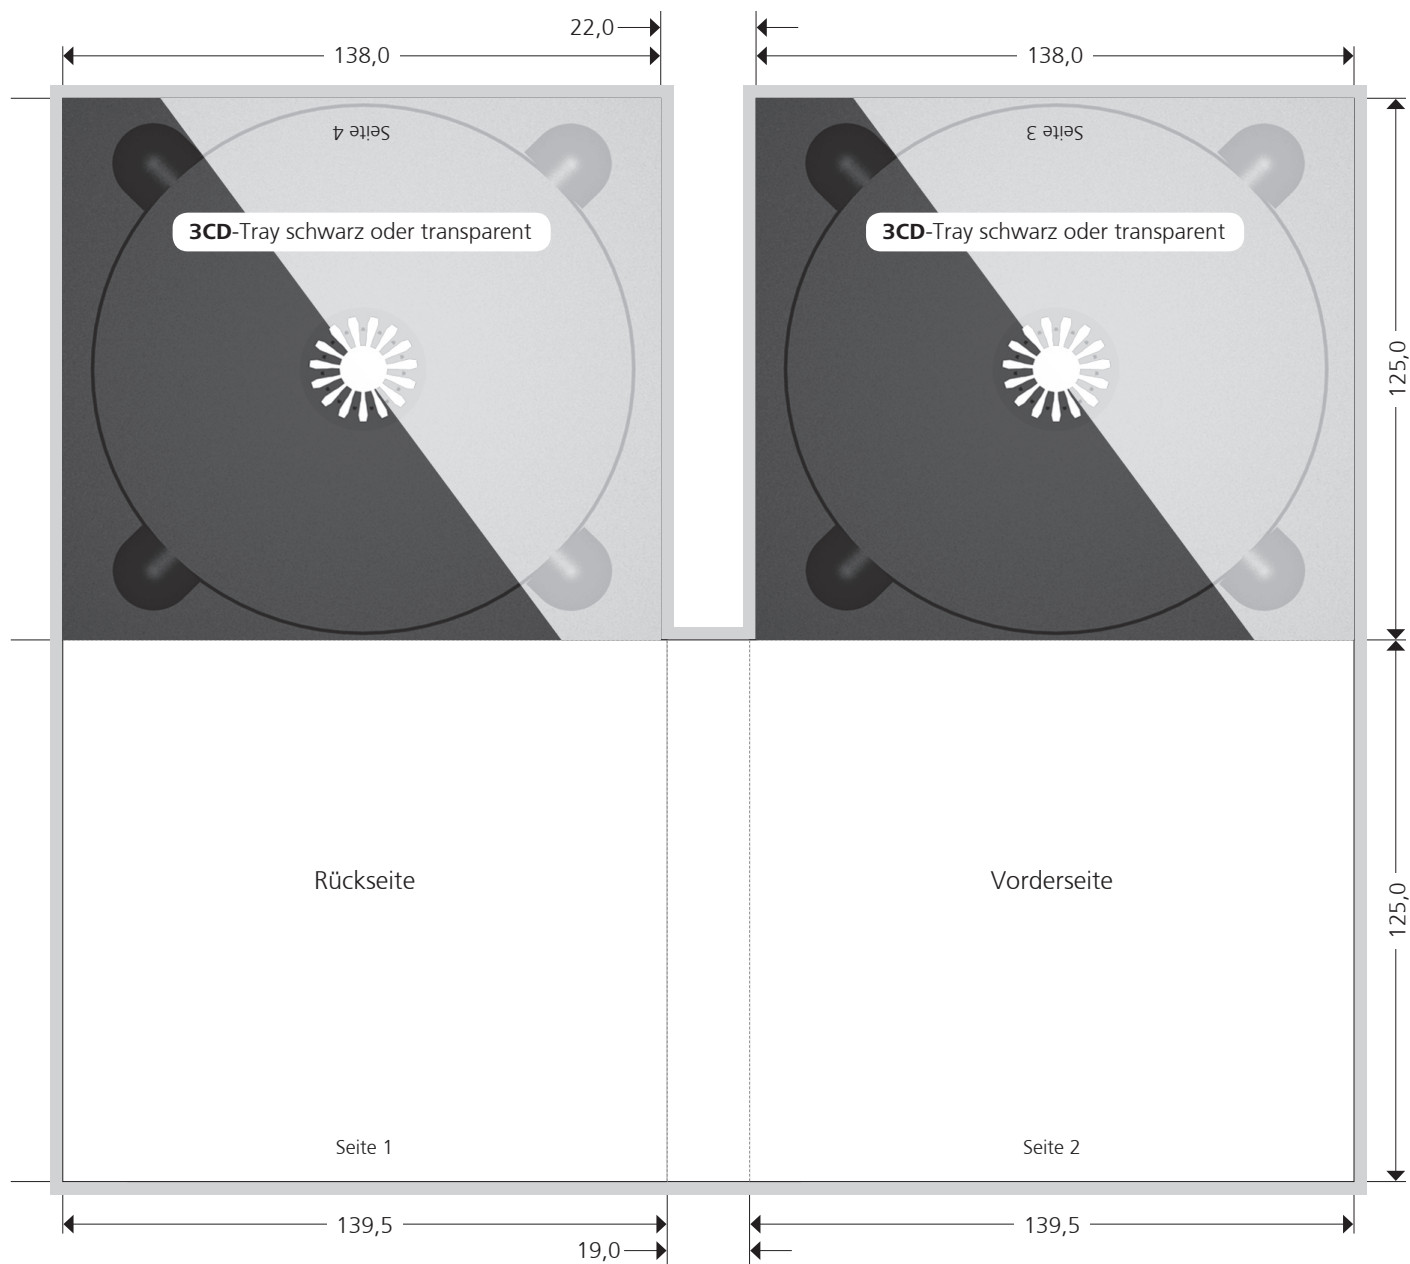 22,0
138,0
138,0
Seite 4
Seite 3
3CD-Tray schwarz oder transparent
3CD-Tray schwarz oder transparent
125,0
Rückseite
Vorderseite
125,0
Seite 1
Seite 2
139,5
139,5
19,0